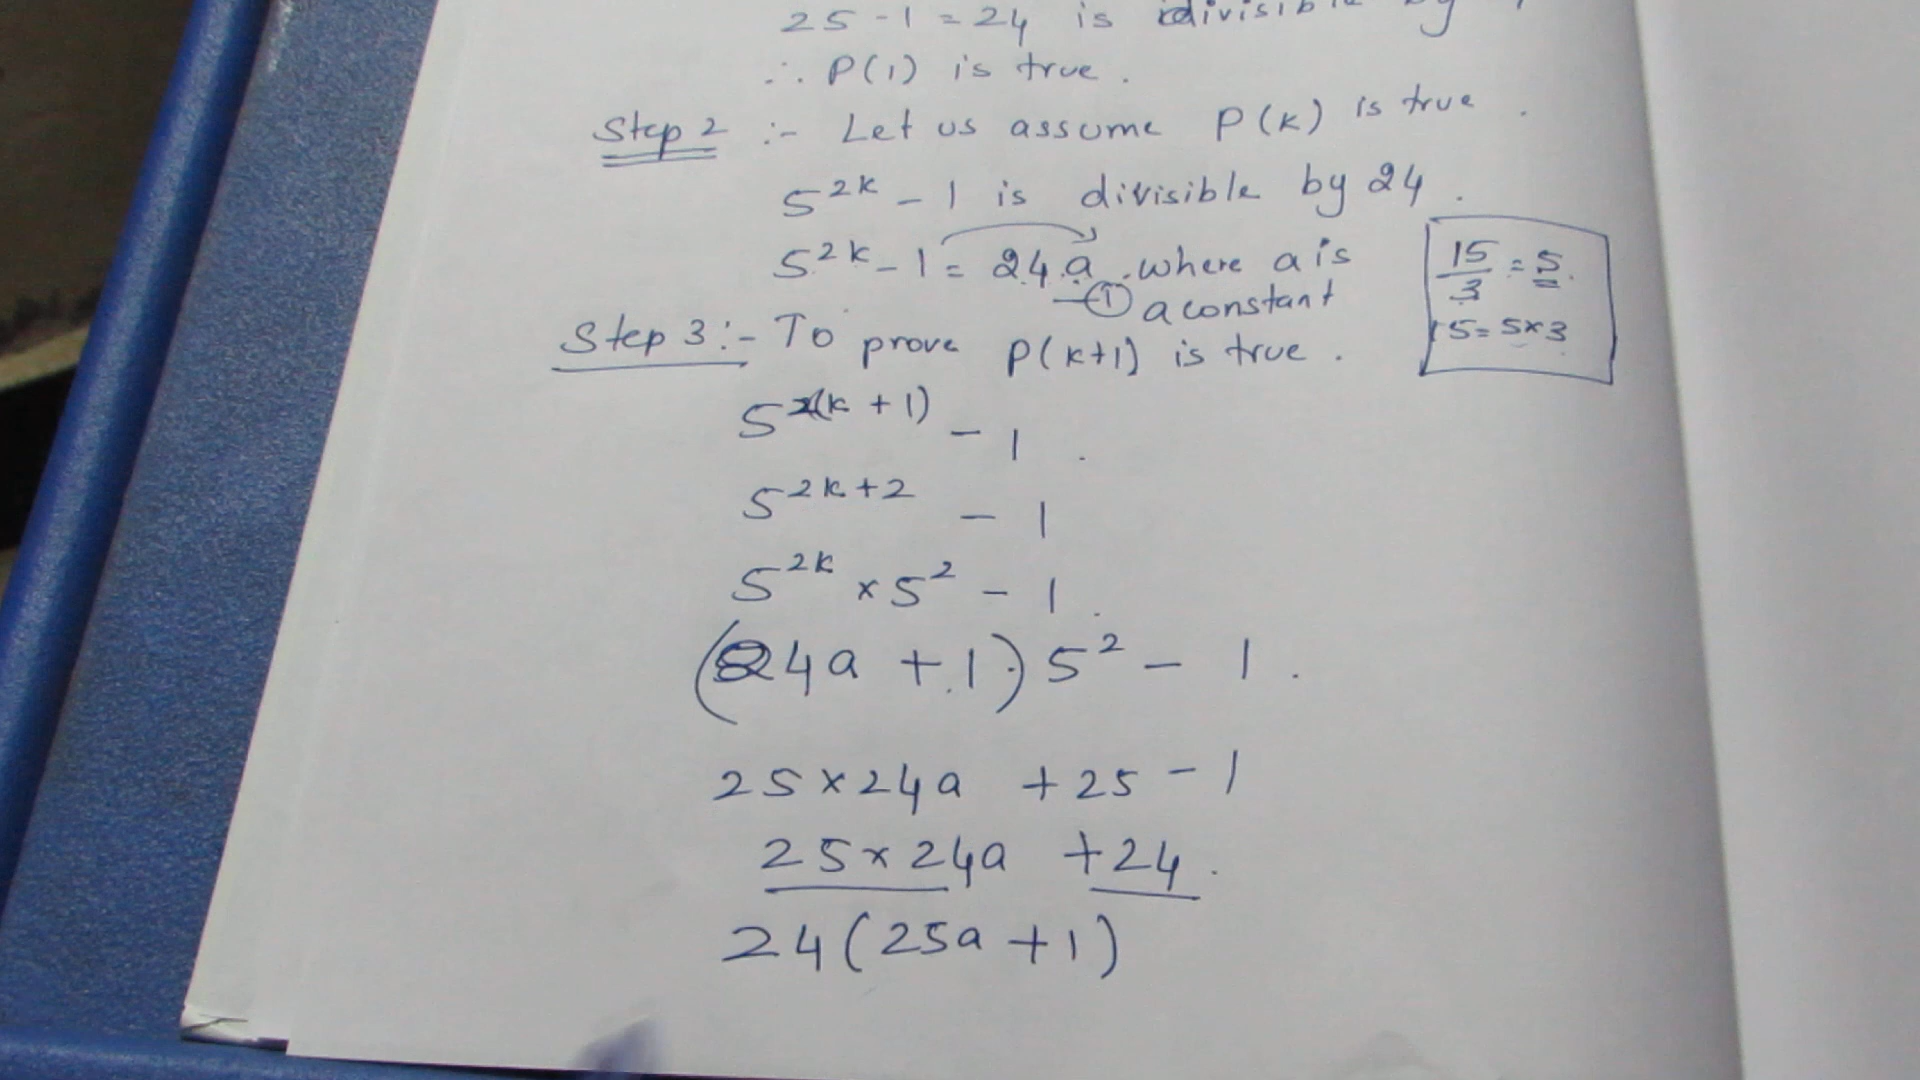 25 - 1 = 24 is divisible by
∴ P(1) is true.
Step 2 :- Let us assume P(k) is true.
5^{2k} - 1 is divisible by 24.
5^{2k} - 1 = 24a, where a is
—① a constant
15/3 = 5.
15 = 5×3
Step 3 :- To prove P(k+1) is true.
5^{2(k+1)} - 1.
5^{2k+2} - 1
5^{2k} × 5^2 - 1.
(24a + 1) 5^2 - 1.
25×24a + 25 - 1
25×24a + 24.
24(25a + 1)